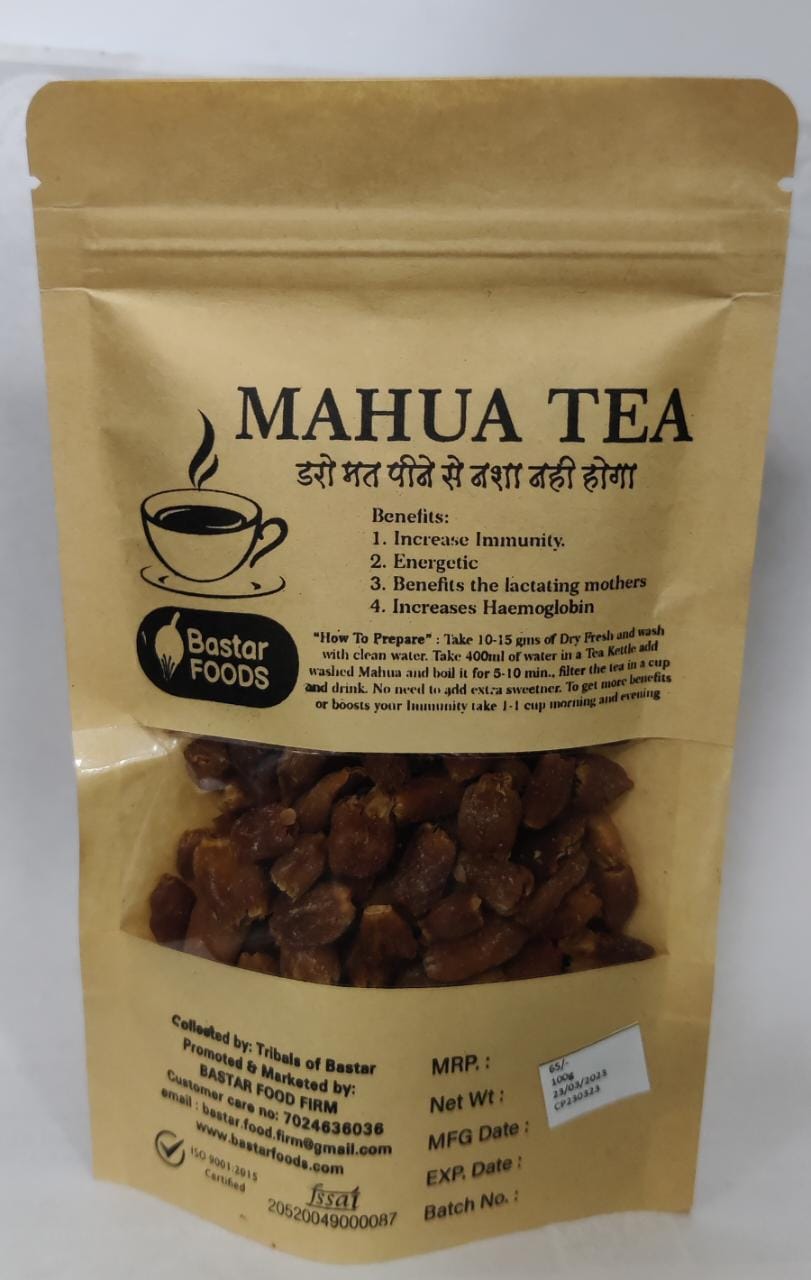 MAHUA TEA
डरो मत पीने से नशा नही होगा
Benefits:
1. Increase Immunity.
2. Energetic
3. Benefits the lactating mothers
4. Increases Haemoglobin
Bastar
FOODS
"How To Prepare" : Take 10-15 gms of Dry Fresh and wash
with clean water. Take 400ml of water in a Tea Kettle add
washed Mahua and boil it for 5-10 min., filter the tea in a cup
and drink. No need to add extra sweetner. To get more benefits
or boosts your Immunity take 1-1 cup morning and evening
Collected by: Tribals of Bastar
Promoted & Marketed by:
BASTAR FOOD FIRM
Customer care no: 7024636036
email : bastar.food.firm@gmail.com
www.bastarfoods.com
ISO 9001:2015
Certified
fssai
20520049000087
MRP. :
Net Wt :
MFG Date :
EXP. Date :
Batch No. :
65/-
100g
23/03/2023
CP230323